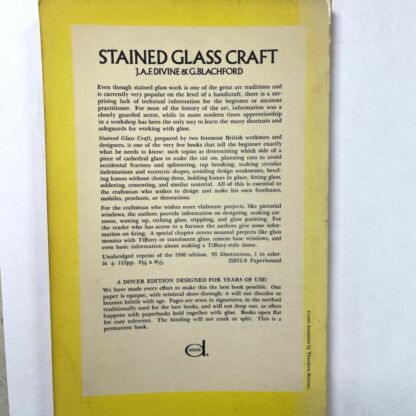 STAINED GLASS CRAFT
J.A.F. DIVINE & G. BLACHFORD
Even though stained glass work is one of the great art traditions and
is currently very popular on the level of a handicraft, there is a sur-
prising lack of technical information for the beginner or amateur
practitioner. For most of the history of the art, information was a
closely guarded secret, while in more modern times apprenticeship
in a workshop has been the only way to learn the many shortcuts and
safeguards for working with glass.
Stained Glass Craft, prepared by two foremost British workmen and
designers, is one of the very few books that tell the beginner exactly
what he needs to know: such topics as determining which side of a
piece of cathedral glass to make the cut on, planning cuts to avoid
accidental fracture and splintering, tap breaking, making circular
indentations and eccentric shapes, avoiding design weaknesses, bend-
ing kames without closing them, holding kames in place, fitting glass,
soldering, cementing, and similar material. All of this is essential to
the craftsman who wishes to design and make his own freeforms,
mobiles, pendants, or decorations.
For the craftsman who wishes more elaborate projects, like pictorial
windows, the authors provide information on designing, making car-
toons, waxing up, etching glass, stippling, and glass painting. For
the reader who has access to a furnace the authors give some infor-
mation on firing. A special chapter covers unusual projects like glass
mosaics with Tiffany or translucent glue, cement-base windows, and
even basic information about making a Tiffany-style dome.
Unabridged reprint of the 1940 edition. 93 illustrations, 1 in color.
ix + 115pp. 5⅜ x 8½. 22812-6 Paperbound
A DOVER EDITION DESIGNED FOR YEARS OF USE!
We have made every effort to make this the best book possible. Our
paper is opaque, with minimal show-through; it will not discolor or
become brittle with age. Pages are sewn in signatures, in the method
traditionally used for the best books, and will not drop out, as often
happens with paperbacks held together with glue. Books open flat
for easy reference. The binding will not crack or split. This is a
permanent book.
DOVER
Cover designed by Theodore Menten